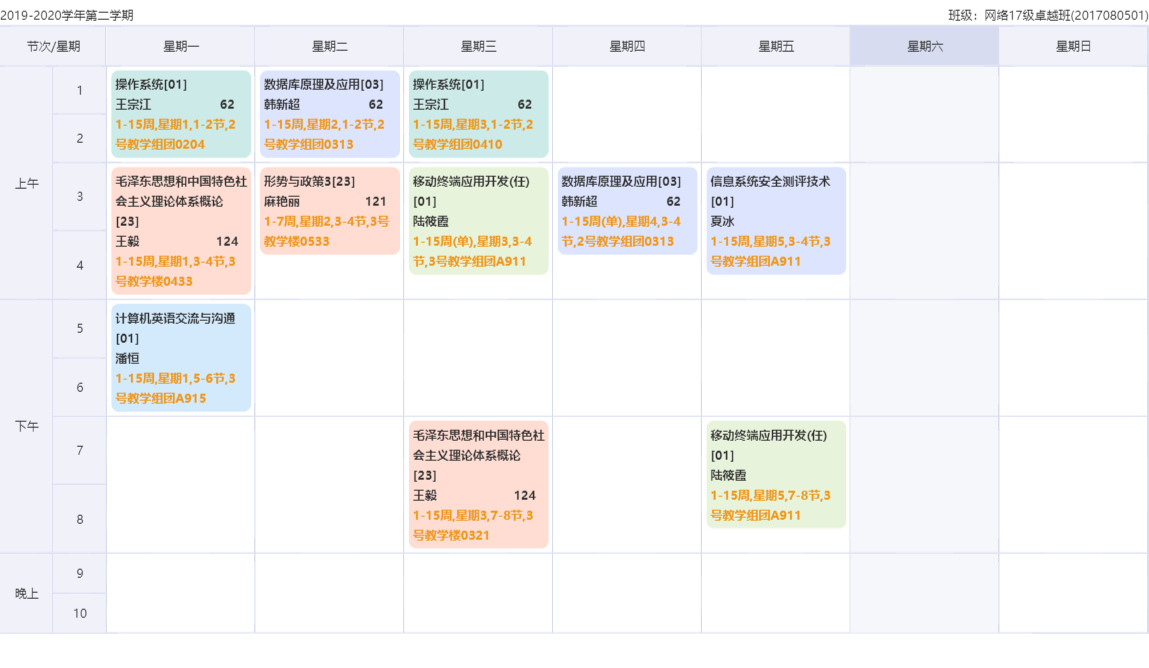 2019-2020学年第二学期
班级：网络17级卓越班(2017080501)
节次/星期
星期一
星期二
星期三
星期四
星期五
星期六
星期日
上午
1
2
操作系统[01]
王宗江 62
1-15周,星期1,1-2节,2
号教学组团0204
数据库原理及应用[03]
韩新超 62
1-15周,星期2,1-2节,2
号教学组团0313
操作系统[01]
王宗江 62
1-15周,星期3,1-2节,2
号教学组团0410
3
4
毛泽东思想和中国特色社
会主义理论体系概论
[23]
王毅 124
1-15周,星期1,3-4节,3
号教学楼0433
形势与政策3[23]
麻艳丽 121
1-7周,星期2,3-4节,3号
教学楼0533
移动终端应用开发(任)
[01]
陆筱霞
1-15周(单),星期3,3-4
节,3号教学组团A911
数据库原理及应用[03]
韩新超 62
1-15周(单),星期4,3-4
节,2号教学组团0313
信息系统安全测评技术
[01]
夏冰
1-15周,星期5,3-4节,3
号教学组团A911
下午
5
6
计算机英语交流与沟通
[01]
潘恒
1-15周,星期1,5-6节,3
号教学组团A915
7
8
毛泽东思想和中国特色社
会主义理论体系概论
[23]
王毅 124
1-15周,星期3,7-8节,3
号教学楼0321
移动终端应用开发(任)
[01]
陆筱霞
1-15周,星期5,7-8节,3
号教学组团A911
晚上
9
10